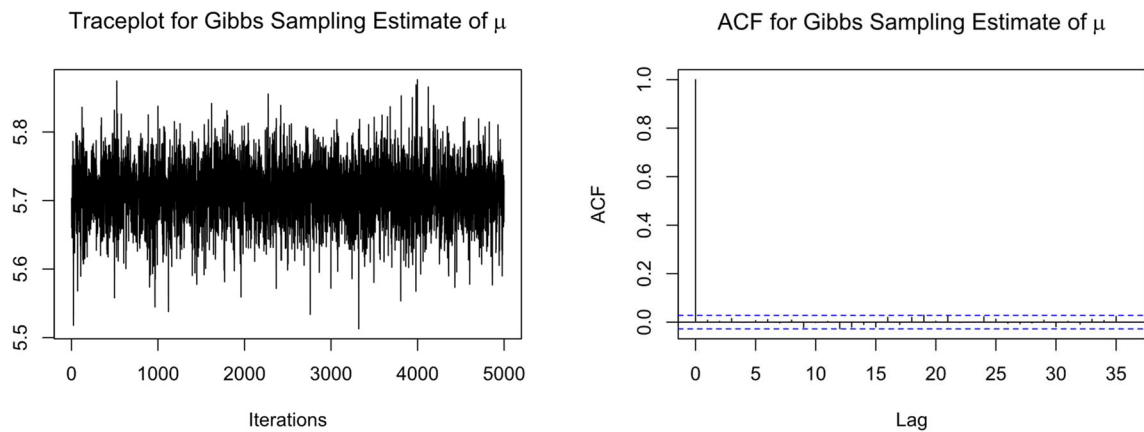 Traceplot for Gibbs Sampling Estimate of μ
5.8
5.7
5.6
5.5
0 1000 2000 3000 4000 5000
Iterations
ACF for Gibbs Sampling Estimate of μ
ACF
1.0
0.8
0.6
0.4
0.2
0.0
0 5 10 15 20 25 30 35
Lag